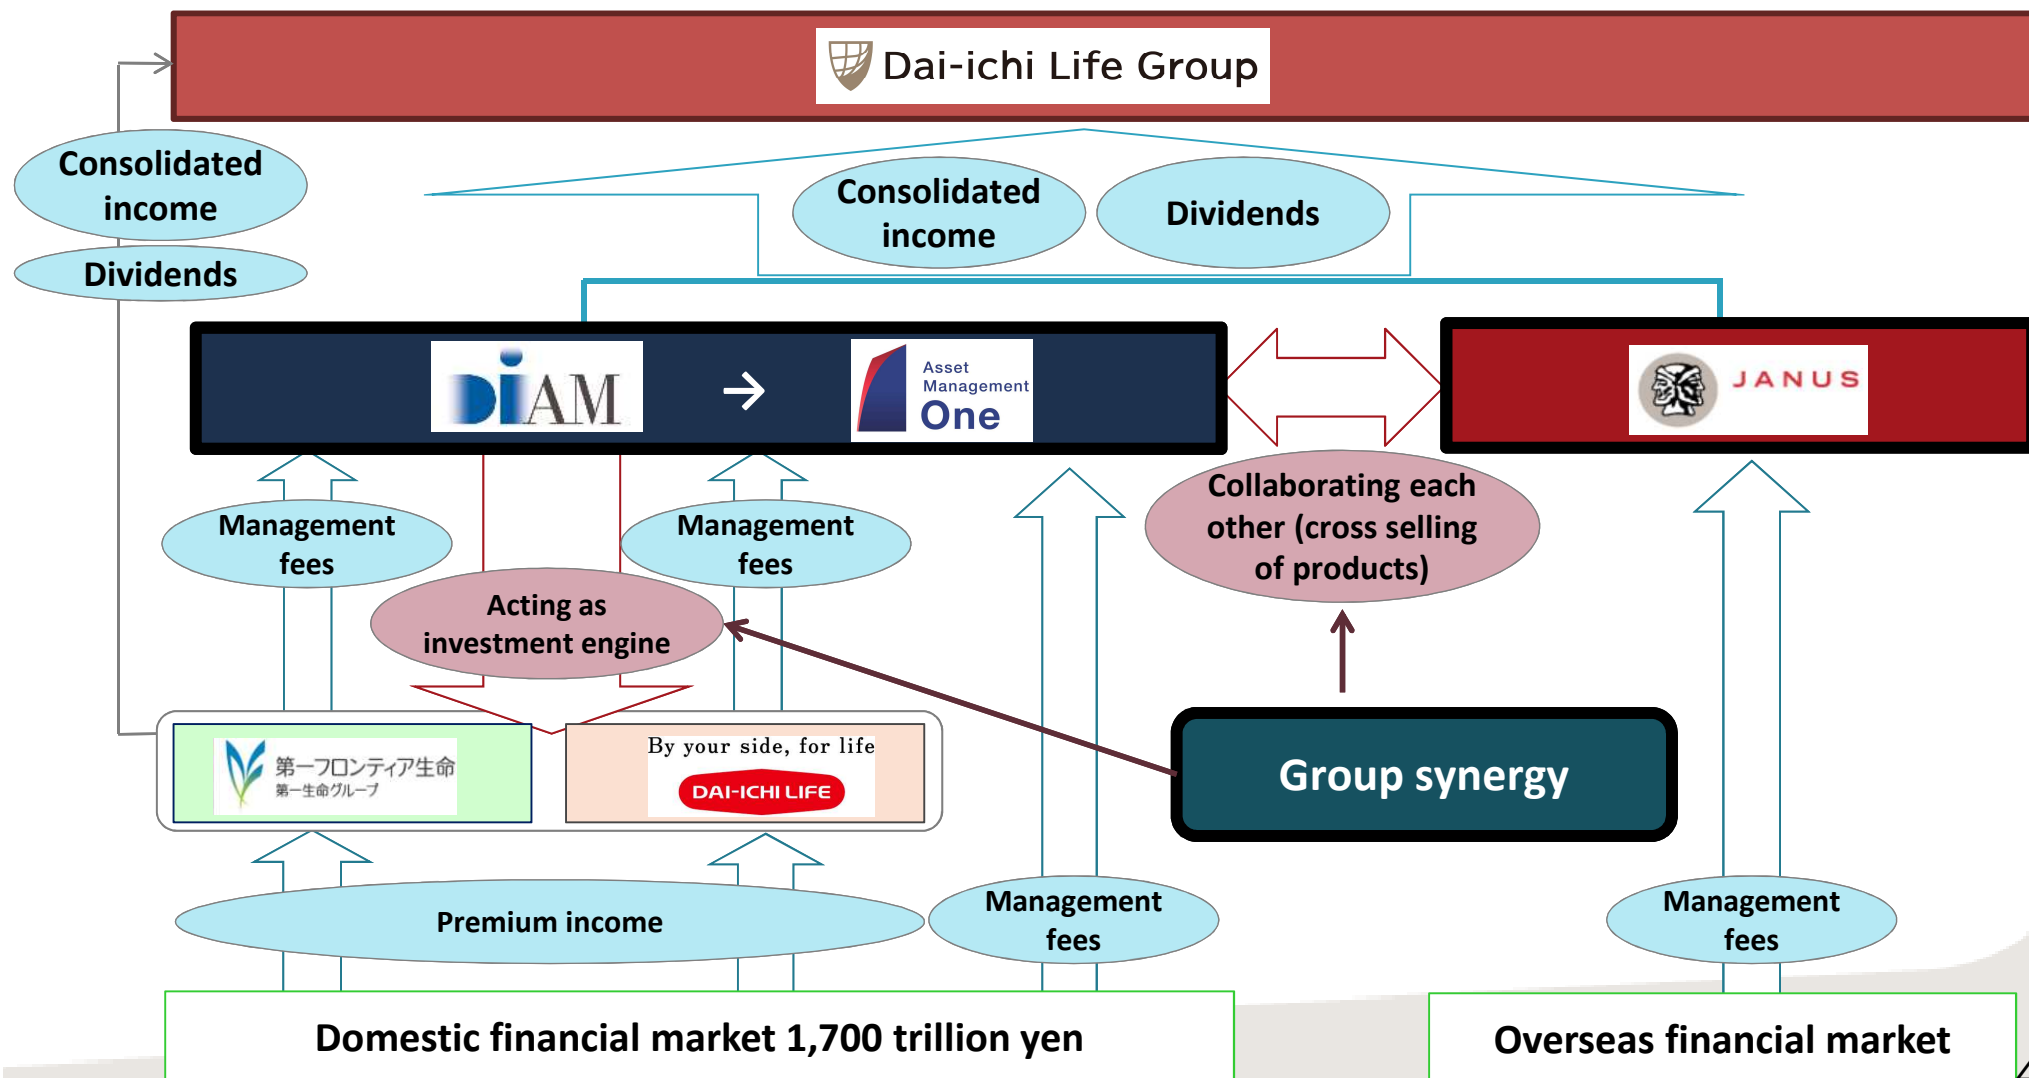 Dai-ichi Life Group
Consolidated
income
Dividends
Consolidated
income
Dividends
DIAM
→
Asset
Management
One
JANUS
Management
fees
Management
fees
Collaborating each
other (cross selling
of products)
Acting as
investment engine
第一フロンティア生命
第一生命グループ
By your side, for life
DAI-ICHI LIFE
Group synergy
Premium income
Management
fees
Management
fees
Domestic financial market 1,700 trillion yen
Overseas financial market